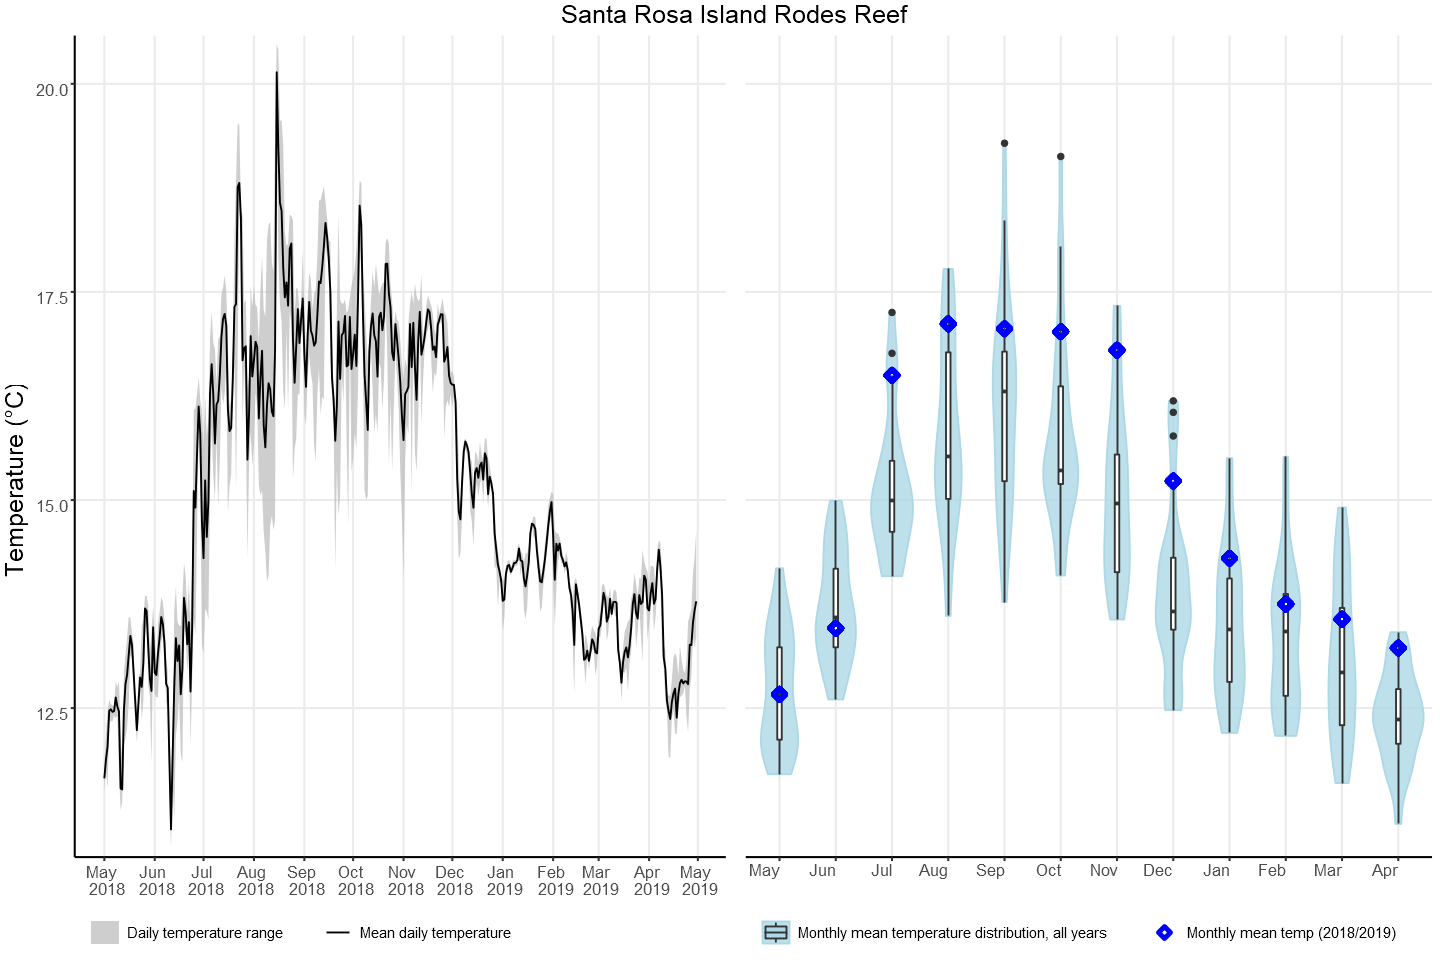 Santa Rosa Island Rodes Reef
Temperature (°C)
20.0
17.5
15.0
12.5
May Jun Jul Aug Sep Oct Nov Dec Jan Feb Mar Apr May
2018 2018 2018 2018 2018 2018 2018 2018 2019 2019 2019 2019 2019
May Jun Jul Aug Sep Oct Nov Dec Jan Feb Mar Apr
Daily temperature range
Mean daily temperature
Monthly mean temperature distribution, all years
Monthly mean temp (2018/2019)